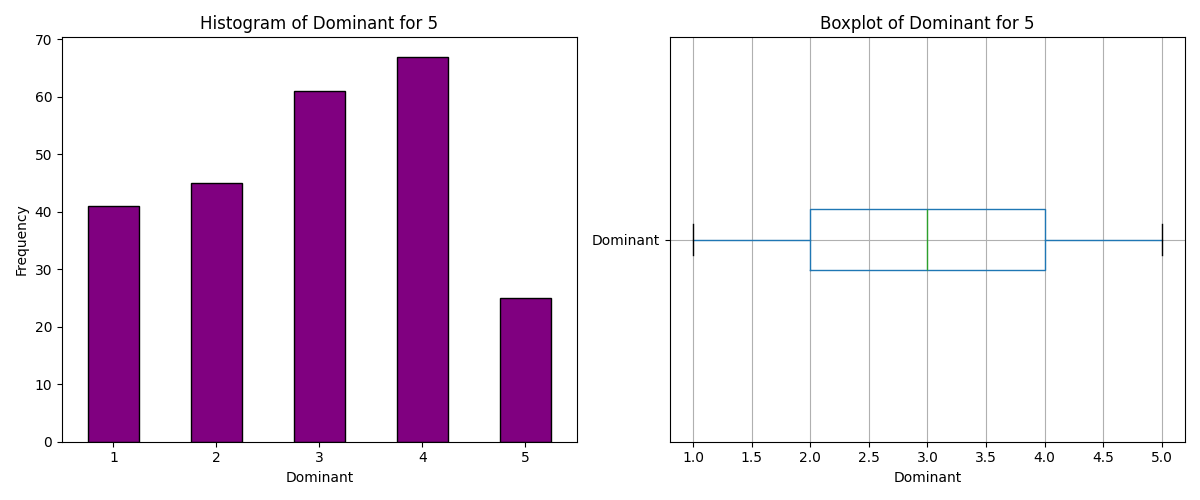 Histogram of Dominant for 5
70
60
50
40
30
20
10
0
Frequency
1 2 3 4 5
Dominant
Boxplot of Dominant for 5
Dominant
1.0 1.5 2.0 2.5 3.0 3.5 4.0 4.5 5.0
Dominant